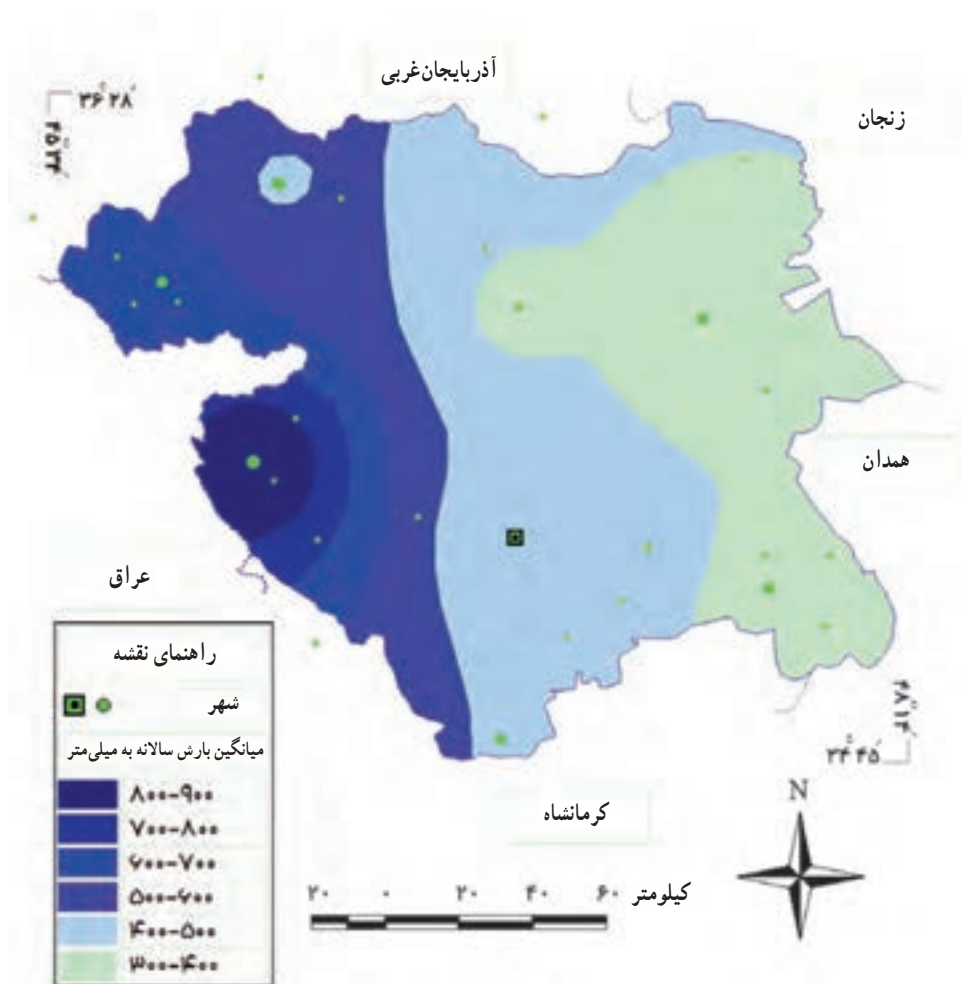 آذربایجان‌غربی
زنجان
۳۶° ۲۸′
۴۵° ۳۴′
همدان
عراق
۴۸° ۱۴′
۳۴° ۴۵′
کرمانشاه
راهنمای نقشه
شهر
میانگین بارش سالانه به میلی‌متر
۸۰۰-۹۰۰
۷۰۰-۸۰۰
۶۰۰-۷۰۰
۵۰۰-۶۰۰
۴۰۰-۵۰۰
۳۰۰-۴۰۰
۲۰ ۰ ۲۰ ۴۰ ۶۰ کیلومتر
N